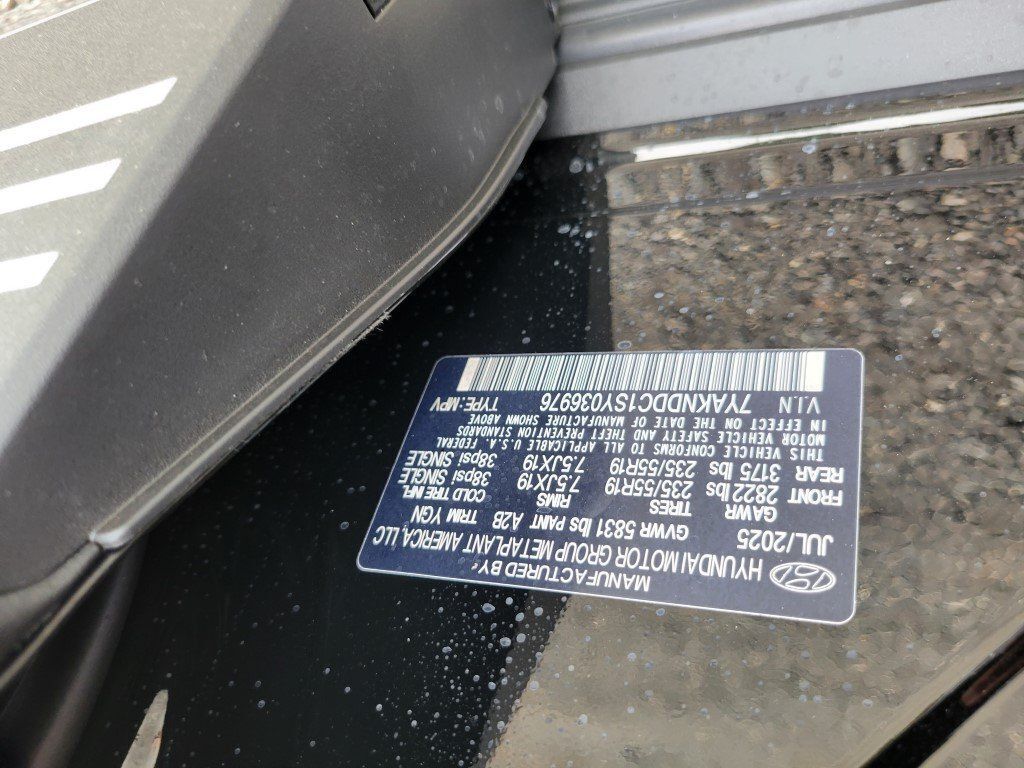 MANUFACTURED BY
HYUNDAI MOTOR GROUP METAPLANT AMERICA, LLC
JUL/2025 GVWR 5831 lbs PAINT A2B TRIM YGN
GAWR TIRES RIMS COLD TIRE INFL.
FRONT 2822 lbs 235/55R19 7.5JX19 38psi SINGLE
REAR 3175 lbs 235/55R19 7.5JX19 38psi SINGLE
THIS VEHICLE CONFORMS TO ALL APPLICABLE U.S.A. FEDERAL
MOTOR VEHICLE SAFETY AND THEFT PREVENTION STANDARDS
IN EFFECT ON THE DATE OF MANUFACTURE SHOWN ABOVE
V.I.N TYPE:MPV
7YAKNDDC1SY036976